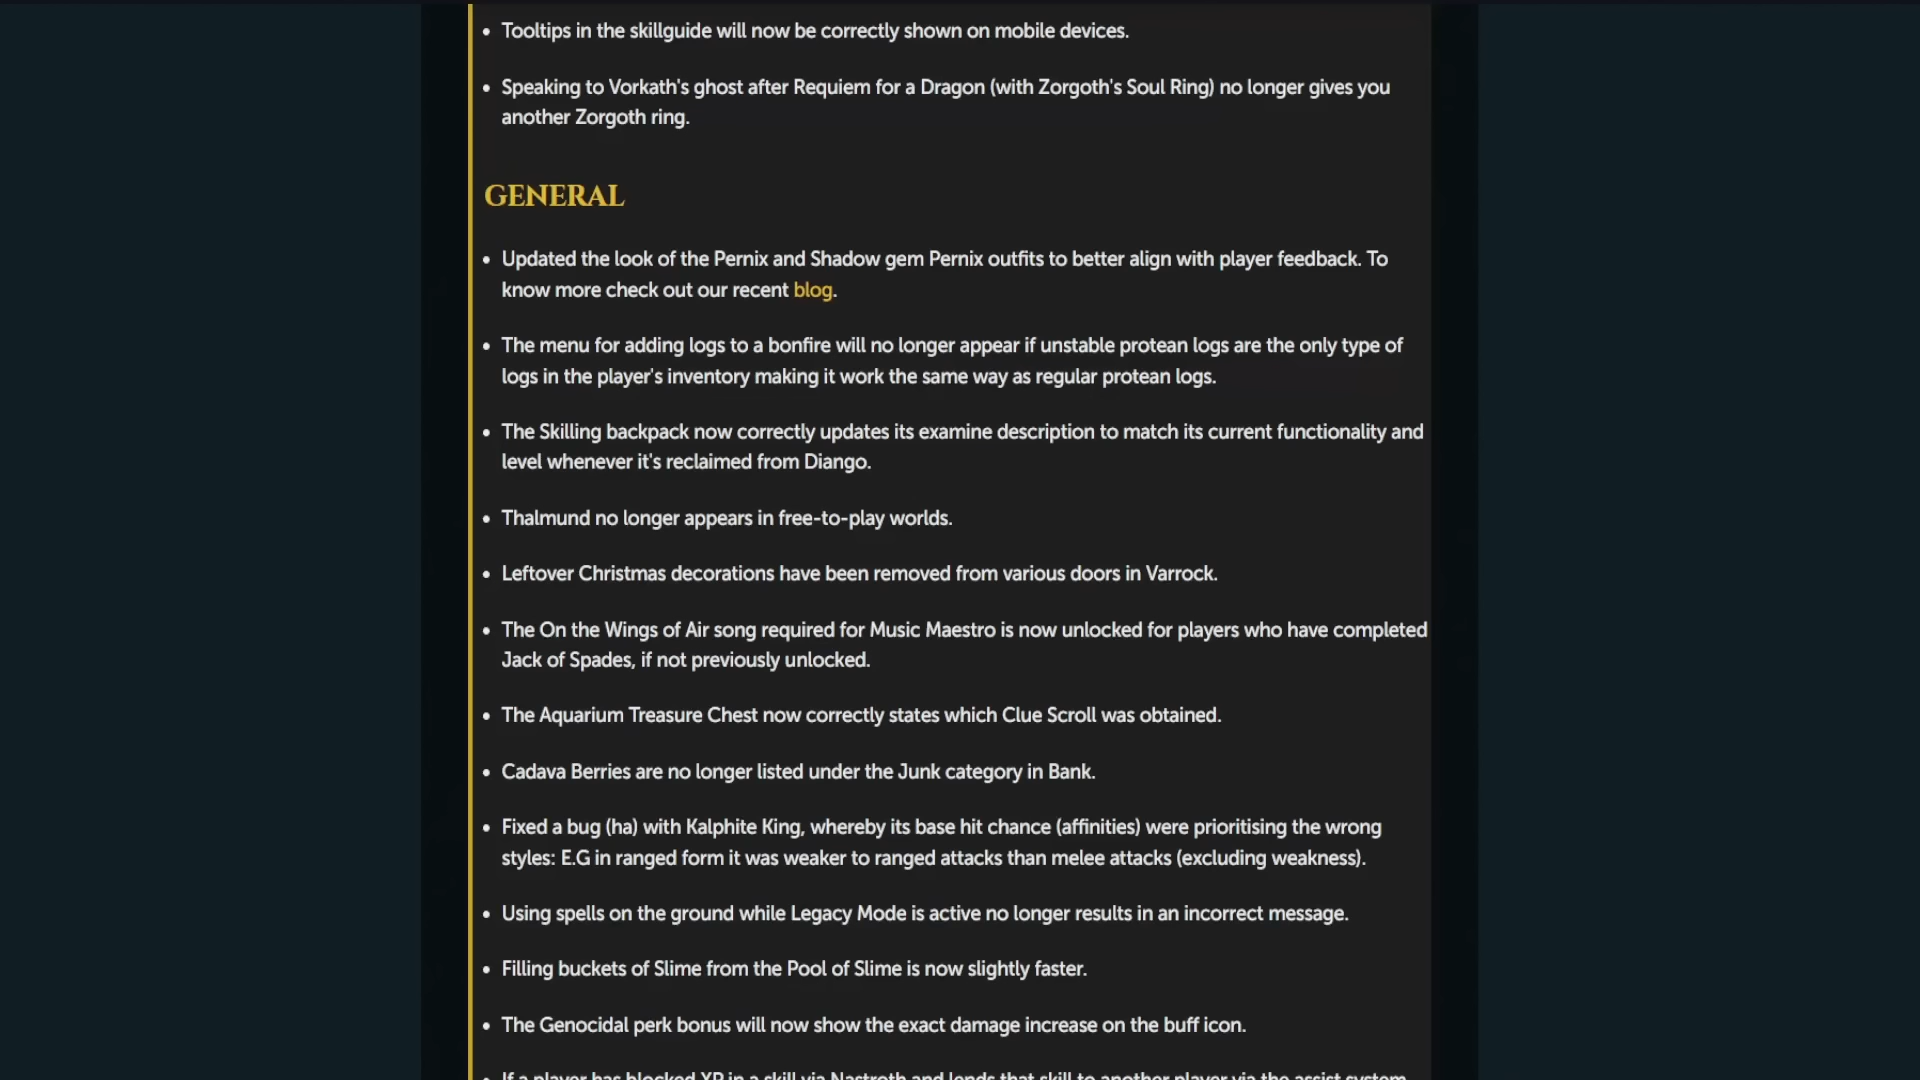 Tooltips in the skillguide will now be correctly shown on mobile devices.
Speaking to Vorkath's ghost after Requiem for a Dragon (with Zorgoth's Soul Ring) no longer gives you
another Zorgoth ring.
GENERAL
Updated the look of the Pernix and Shadow gem Pernix outfits to better align with player feedback. To
know more check out our recent blog.
The menu for adding logs to a bonfire will no longer appear if unstable protean logs are the only type of
logs in the player's inventory making it work the same way as regular protean logs.
The Skilling backpack now correctly updates its examine description to match its current functionality and
level whenever it's reclaimed from Diango.
Thalmund no longer appears in free-to-play worlds.
Leftover Christmas decorations have been removed from various doors in Varrock.
The On the Wings of Air song required for Music Maestro is now unlocked for players who have completed
Jack of Spades, if not previously unlocked.
The Aquarium Treasure Chest now correctly states which Clue Scroll was obtained.
Cadava Berries are no longer listed under the Junk category in Bank.
Fixed a bug (ha) with Kalphite King, whereby its base hit chance (affinities) were prioritising the wrong
styles: E.G in ranged form it was weaker to ranged attacks than melee attacks (excluding weakness).
Using spells on the ground while Legacy Mode is active no longer results in an incorrect message.
Filling buckets of Slime from the Pool of Slime is now slightly faster.
The Genocidal perk bonus will now show the exact damage increase on the buff icon.
If a player has blocked XP in a skill via Nastroth and lends that skill to another player via the assist system